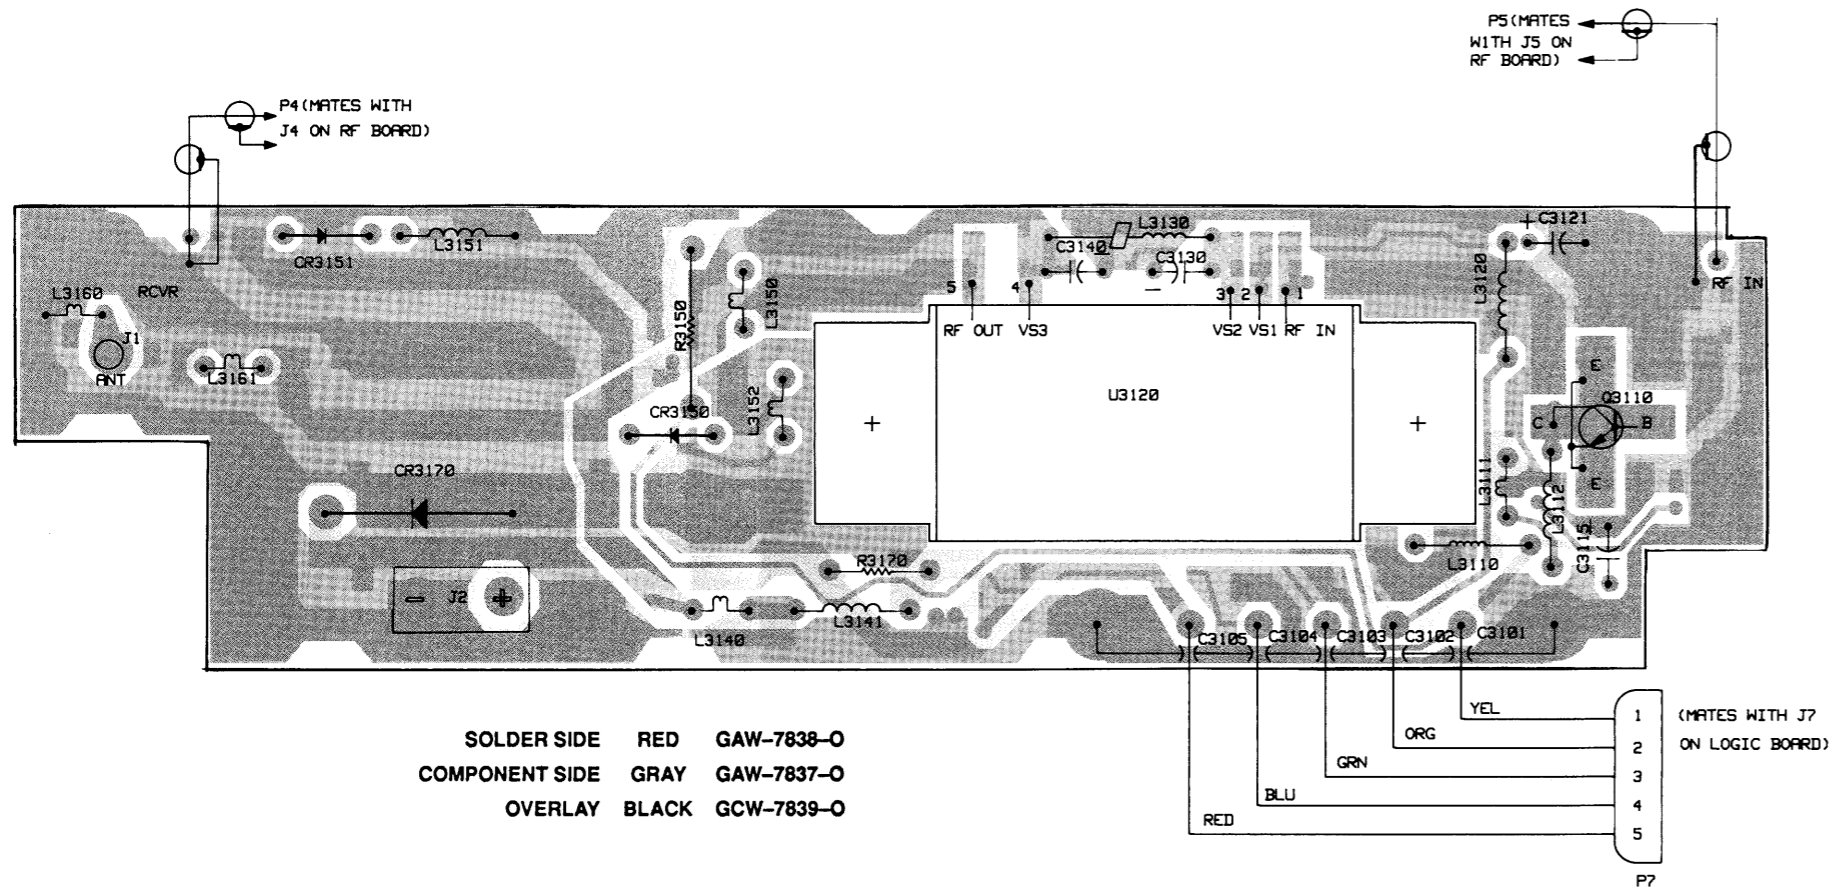 P5(MATES
WITH J5 ON
RF BOARD)
P4(MATES WITH
J4 ON RF BOARD)
L3151
CR3151
L3130
C3140
C3130
+
C3121
L3120
RF IN
RCVR
L3160
J1
ANT
L3161
R3150
L3150
5
4
3
2
1
RF OUT
VS3
VS2
VS1
RF IN
U3120
+
+
L3152
CR3150
E
Q3110
C
B
E
L3111
L3112
C3115
L3110
CR3170
R3170
-
J2
+
L3140
L3141
C3105
C3104
C3103
C3102
C3101
YEL
1
(MATES WITH J7
ORG
2
ON LOGIC BOARD)
GRN
3
BLU
4
RED
5
P7
SOLDER SIDE RED GAW-7838-O
COMPONENT SIDE GRAY GAW-7837-O
OVERLAY BLACK GCW-7839-O